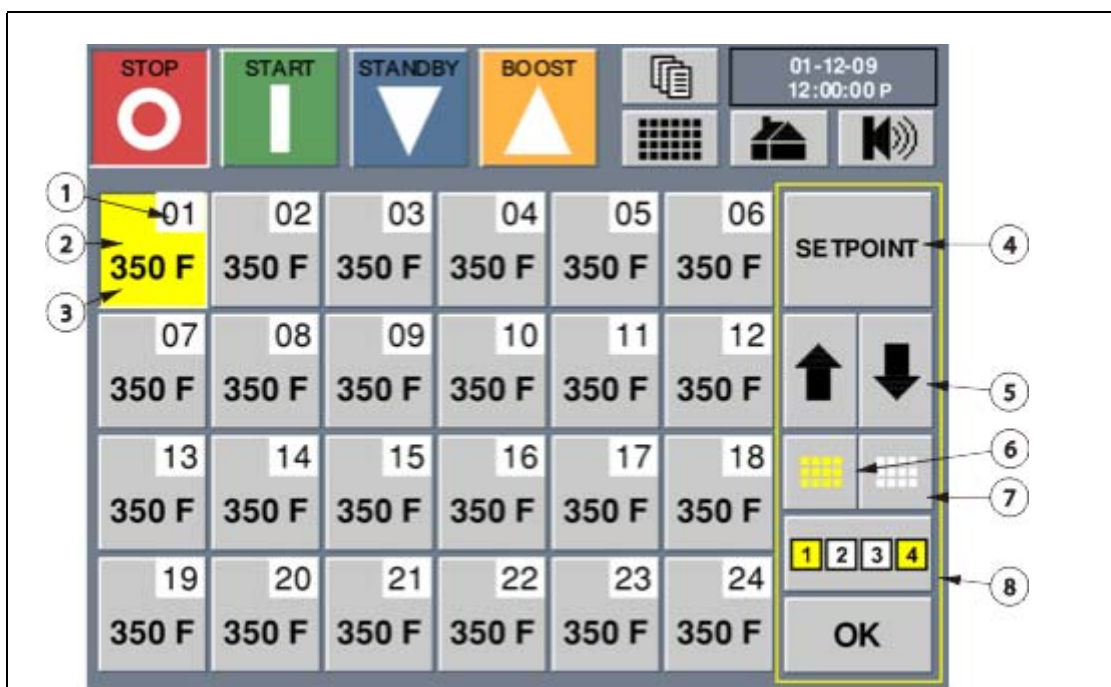 STOP START STANDBY BOOST
01-12-09
12:00:00 P
1 01 02 03 04 05 06
2 350 F 350 F 350 F 350 F 350 F 350 F SETPOINT 4
3
07 08 09 10 11 12
350 F 350 F 350 F 350 F 350 F 350 F 5
13 14 15 16 17 18 6
350 F 350 F 350 F 350 F 350 F 350 F 7
1 2 3 4
19 20 21 22 23 24 8
350 F 350 F 350 F 350 F 350 F 350 F OK